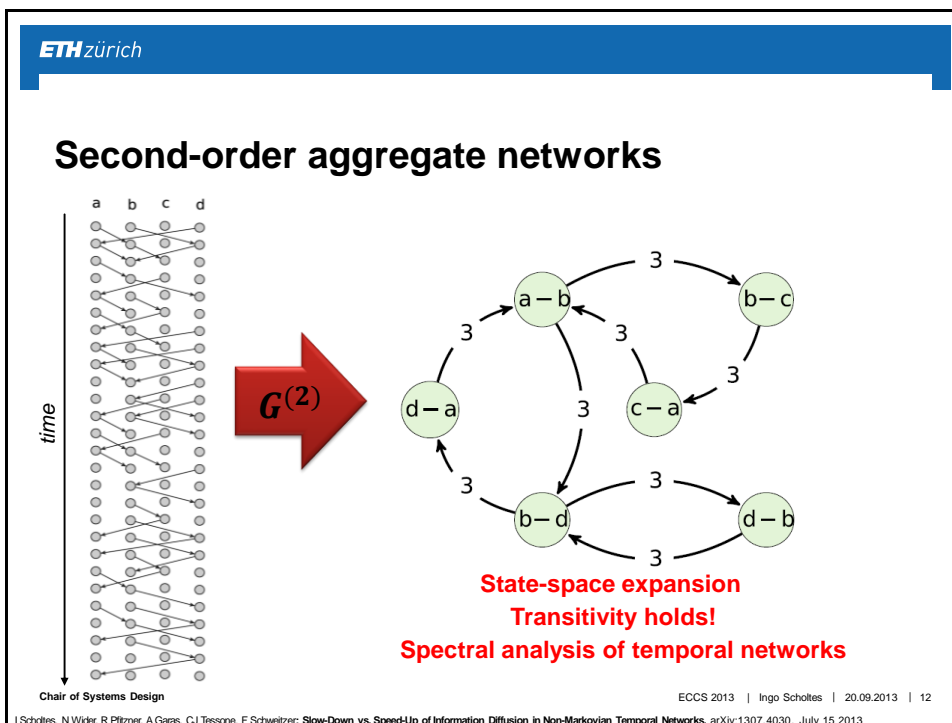 ETH zürich
Second-order aggregate networks
a b c d
time
G(2)
a – b
b – c
d – a
c – a
b – d
d – b
3
3
3
3
3
3
3
3
State-space expansion
Transitivity holds!
Spectral analysis of temporal networks
Chair of Systems Design
ECCS 2013 | Ingo Scholtes | 20.09.2013 | 12
I Scholtes, N Wider, R Pfitzner, A Garas, CJ Tessone, F Schweitzer: Slow-Down vs. Speed-Up of Information Diffusion in Non-Markovian Temporal Networks, arXiv:1307.4030, July 15 2013